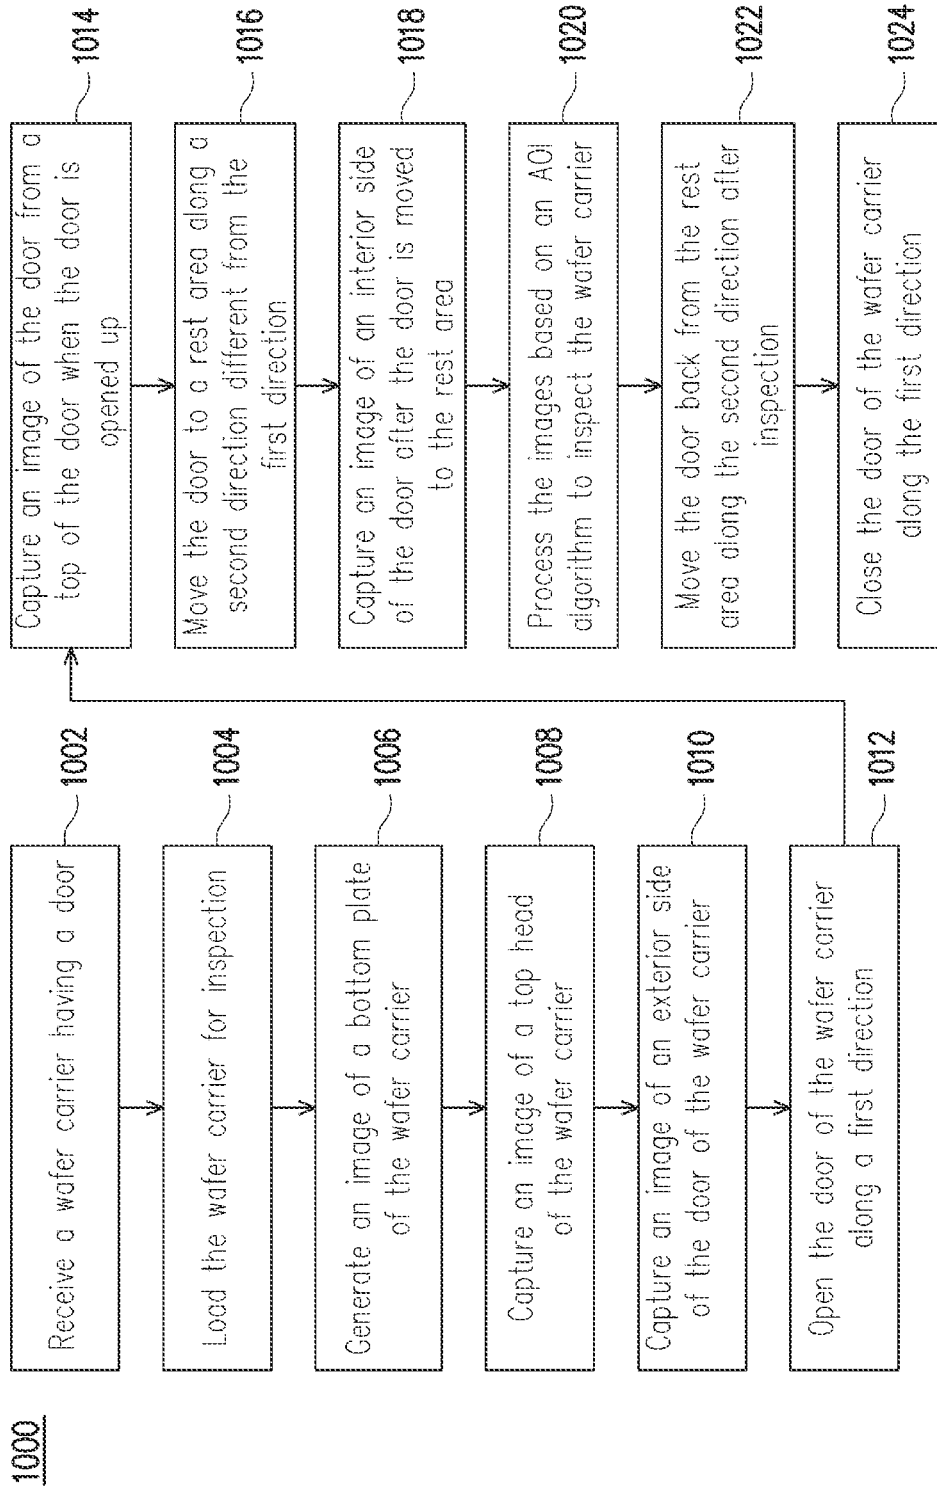 1000
Receive a wafer carrier having a door
1002
Load the wafer carrier for inspection
1004
Generate an image of a bottom plate
of the wafer carrier
1006
Capture an image of a top head
of the wafer carrier
1008
Capture an image of an exterior side
of the door of the wafer carrier
1010
Open the door of the wafer carrier
along a first direction
1012
Capture an image of the door from a
top of the door when the door is
opened up
1014
Move the door to a rest area along a
second direction different from the
first direction
1016
Capture an image of an interior side
of the door after the door is moved
to the rest area
1018
Process the images based on an AOI
algorithm to inspect the wafer carrier
1020
Move the door back from the rest
area along the second direction after
inspection
1022
Close the door of the wafer carrier
along the first direction
1024